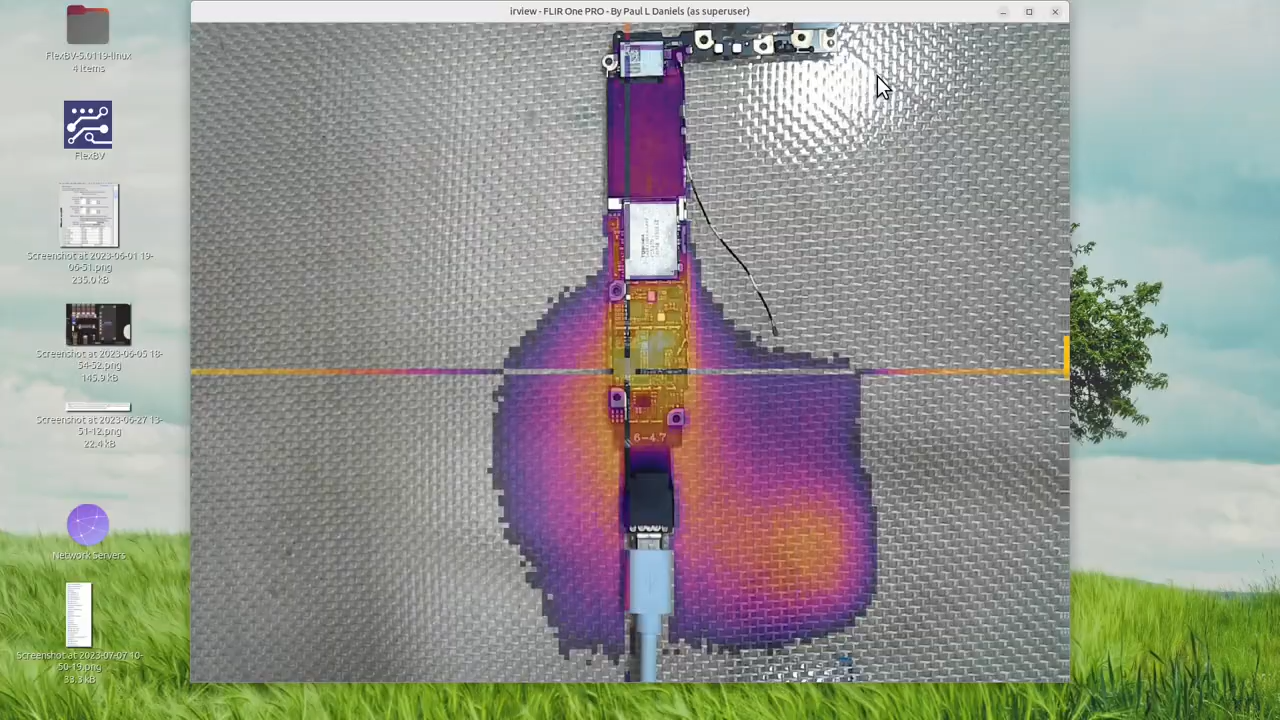 irview - FLIR One PRO - By Paul L Daniels (as superuser)
FlexBV-5.0119-linux
4 items
FlexBV
Screenshot at 2023-06-01 19-
06-51.png
235.0 kB
Screenshot at 2023-06-05 18-
54-52.png
145.9 kB
Screenshot at 2023-06-27 13-
51-12.png
22.4 kB
Network Servers
Screenshot at 2023-07-07 10-
50-19.png
33.3 kB
6-4.7